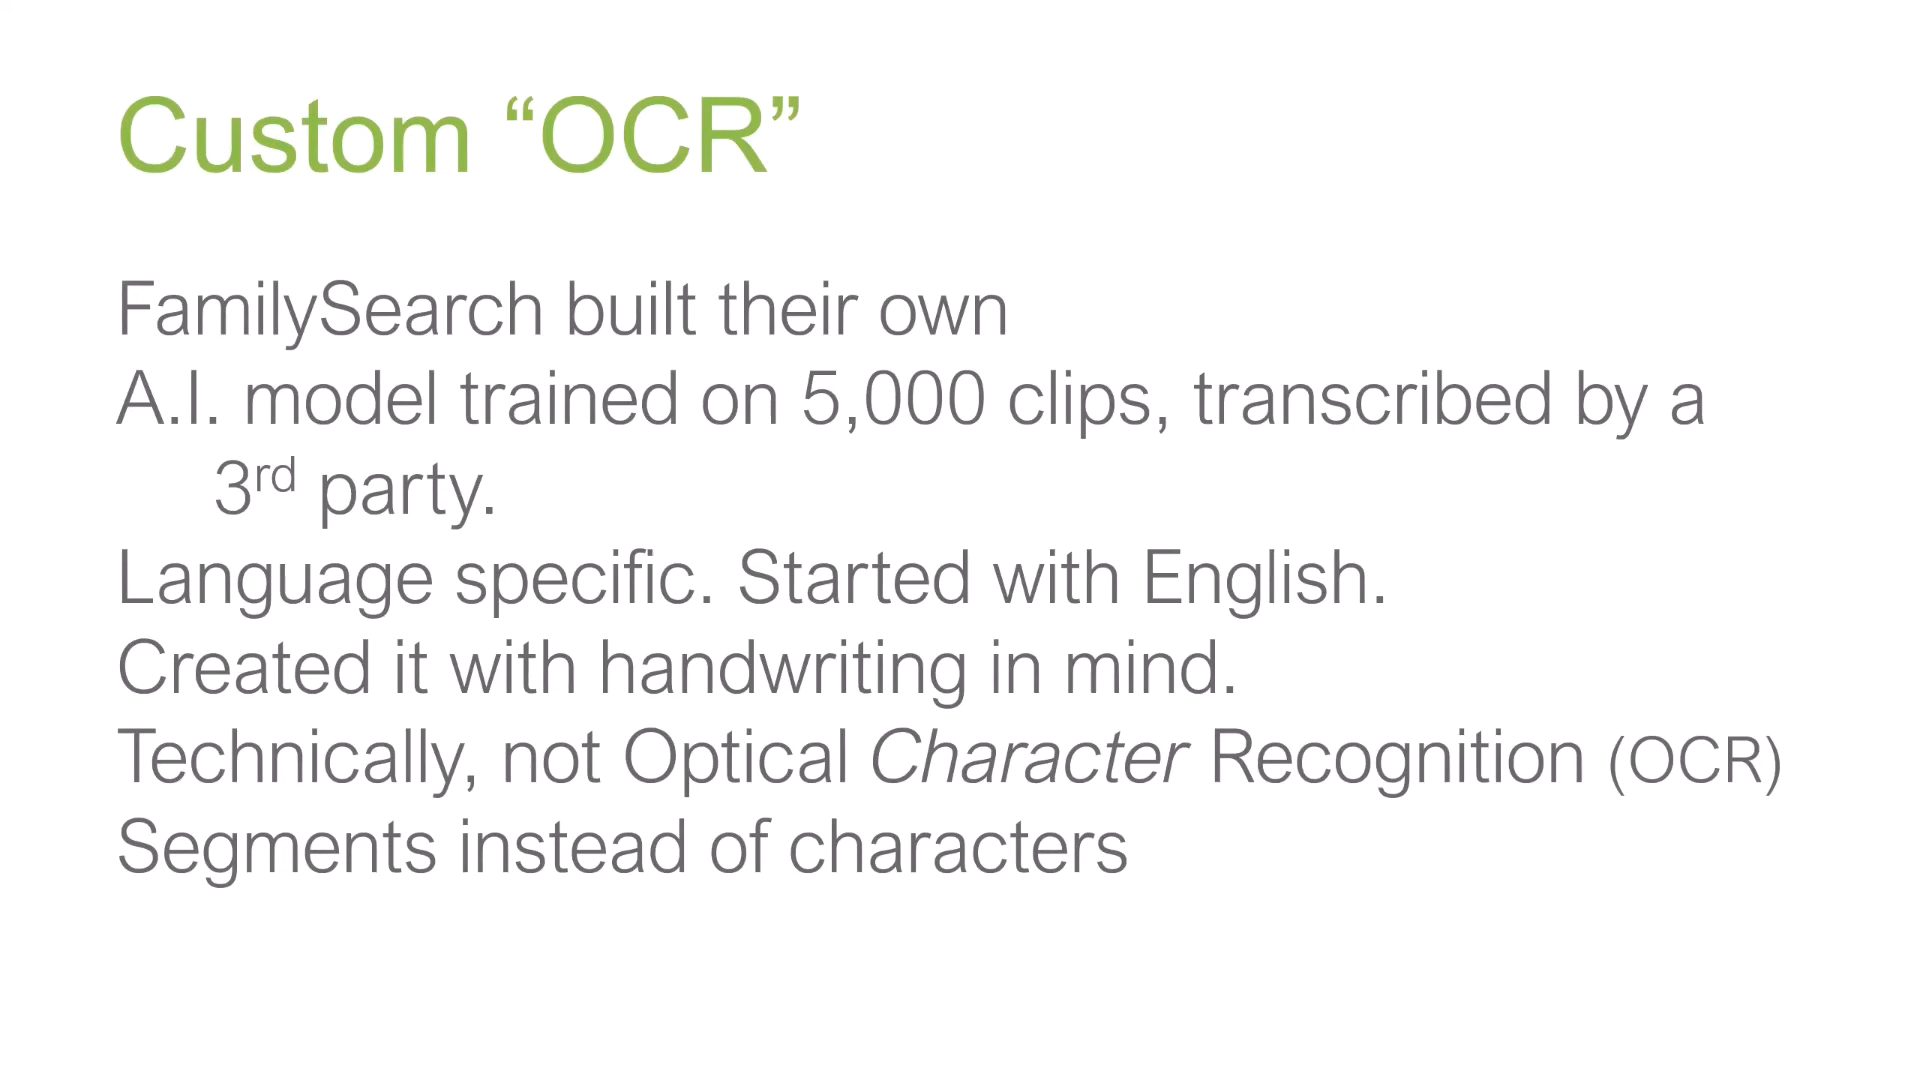 Custom “OCR”
FamilySearch built their own
A.I. model trained on 5,000 clips, transcribed by a
3rd party.
Language specific. Started with English.
Created it with handwriting in mind.
Technically, not Optical Character Recognition (OCR)
Segments instead of characters